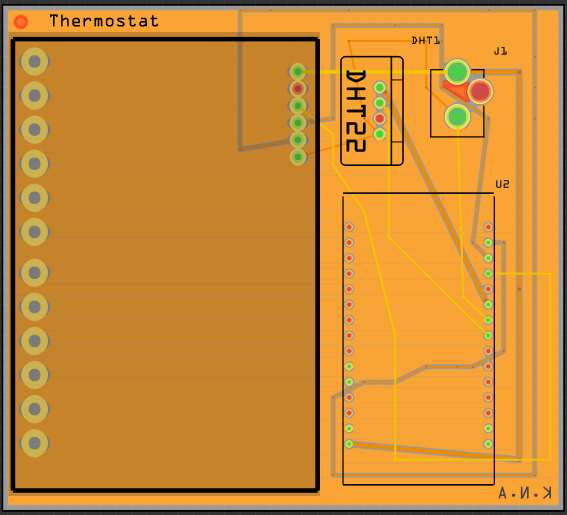 Thermostat
DHT1
J1
DHT22
U2
A.N.K